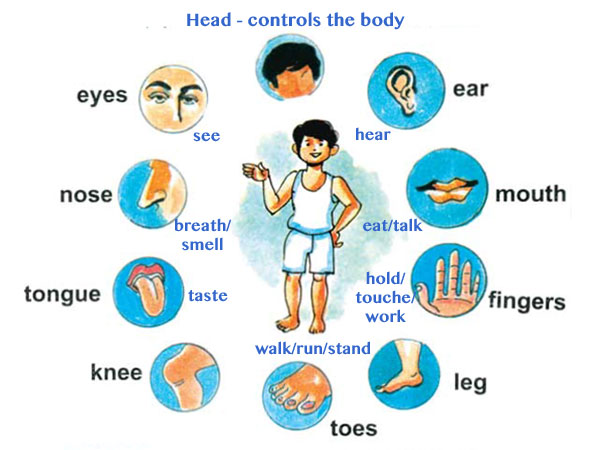 Head - controls the body
eyes
see
ear
hear
nose
breath/
smell
mouth
eat/talk
tongue
taste
hold/
touche/
work
fingers
knee
walk/run/stand
toes
leg